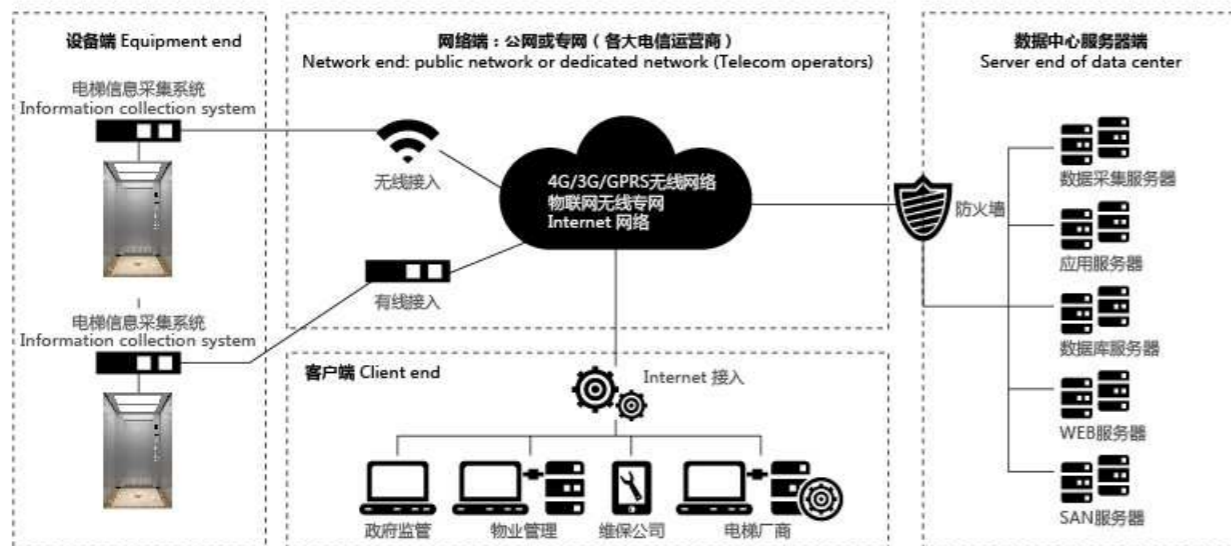 设备端 Equipment end
电梯信息采集系统
Information collection system
电梯信息采集系统
Information collection system
网络端：公网或专网（各大电信运营商）
Network end: public network or dedicated network (Telecom operators)
无线接入
4G/3G/GPRS无线网络
物联网无线专网
Internet 网络
有线接入
客户端 Client end
Internet 接入
政府监管
物业管理
维保公司
电梯厂商
数据中心服务器端
Server end of data center
防火墙
数据采集服务器
应用服务器
数据库服务器
WEB服务器
SAN服务器